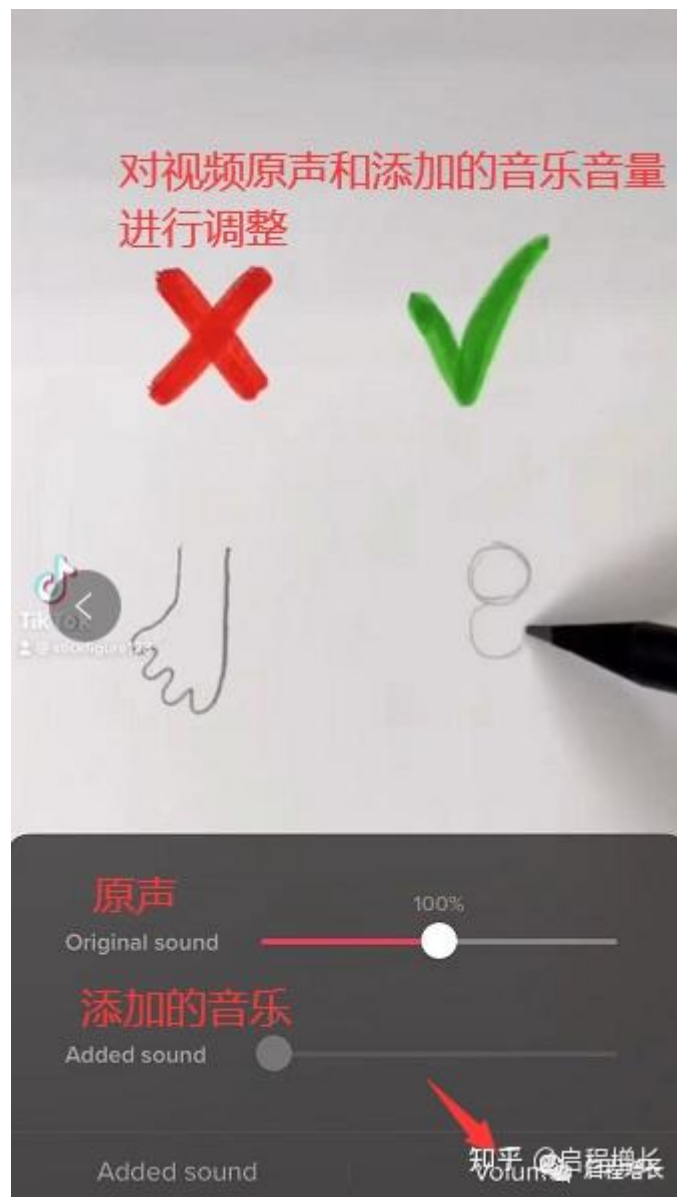 对视频原声和添加的音乐音量
进行调整
TikTok
原声
100%
Original sound
添加的音乐
Added sound
知乎 @启程增长
Added sound